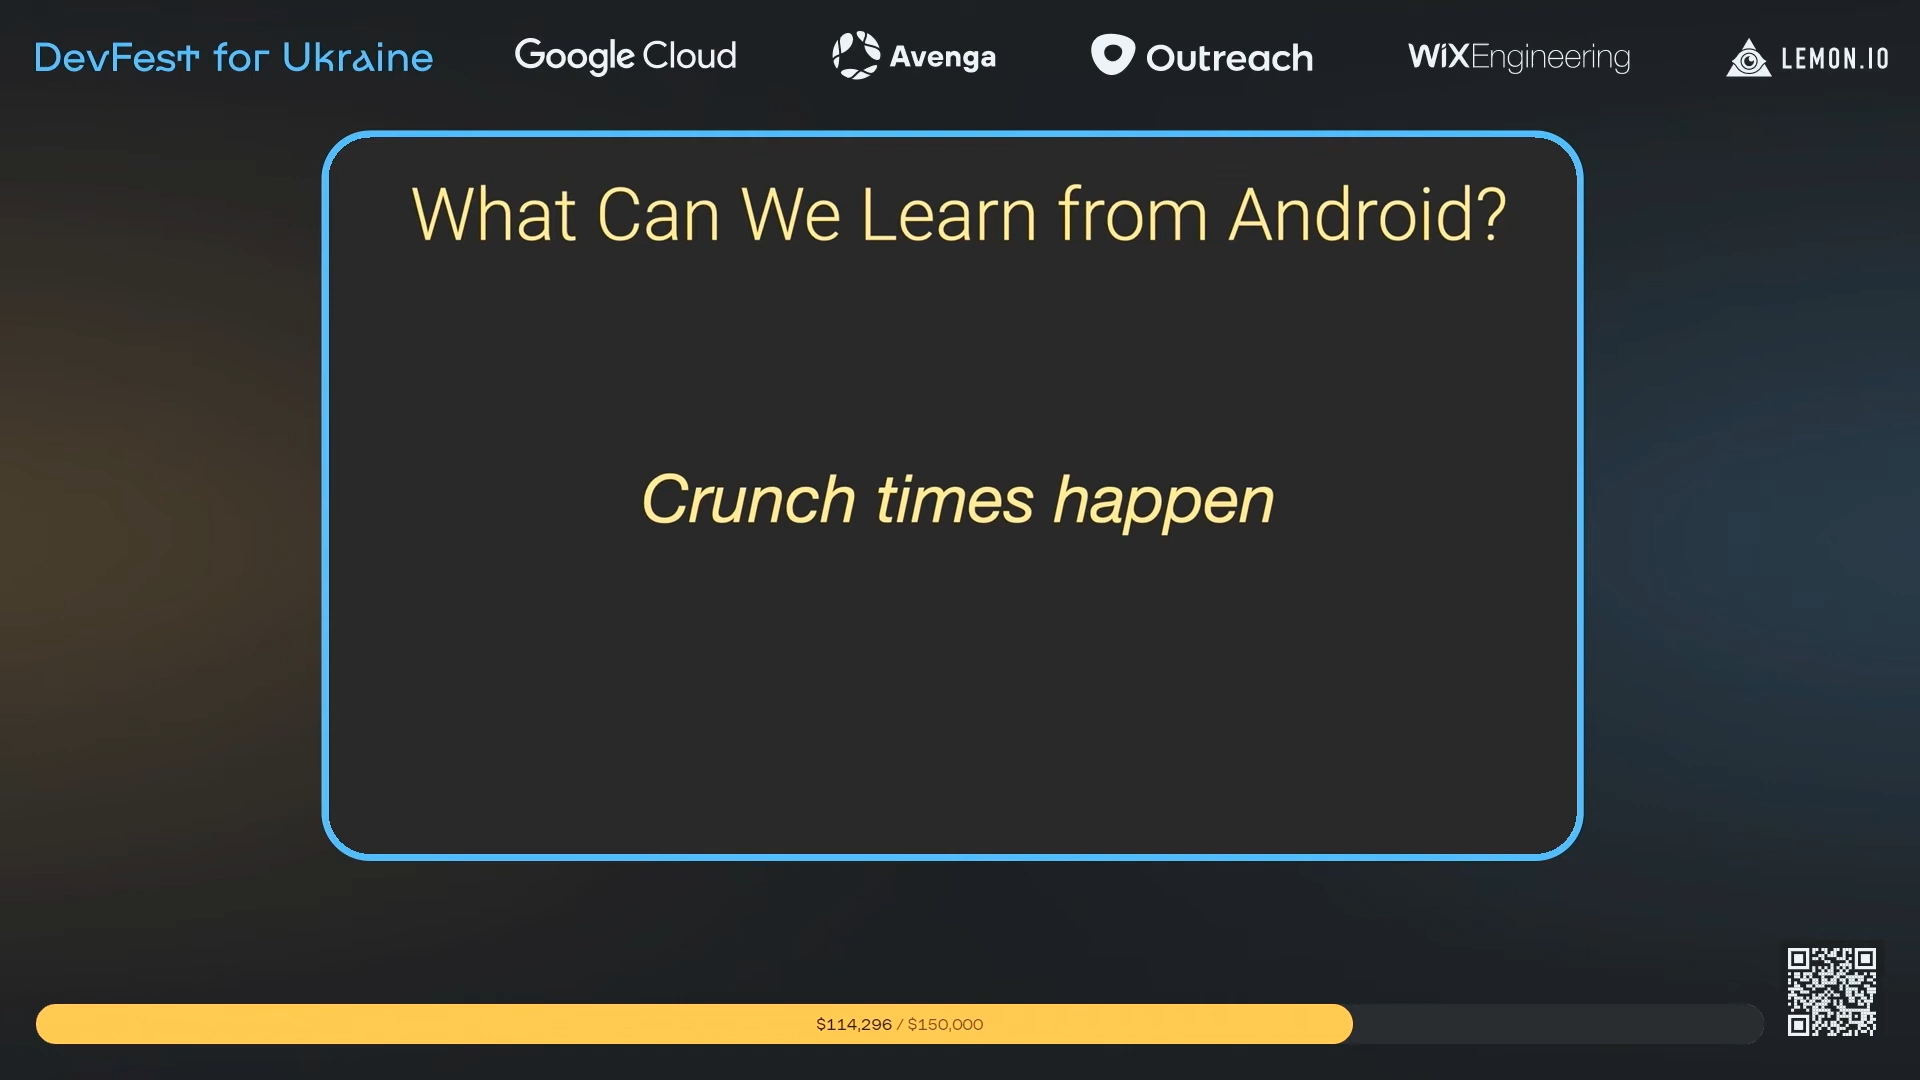 DevFest for Ukraine
Google Cloud
Avenga
Outreach
WiXEngineering
LEMON.IO
What Can We Learn from Android?
Crunch times happen
$114,296 / $150,000